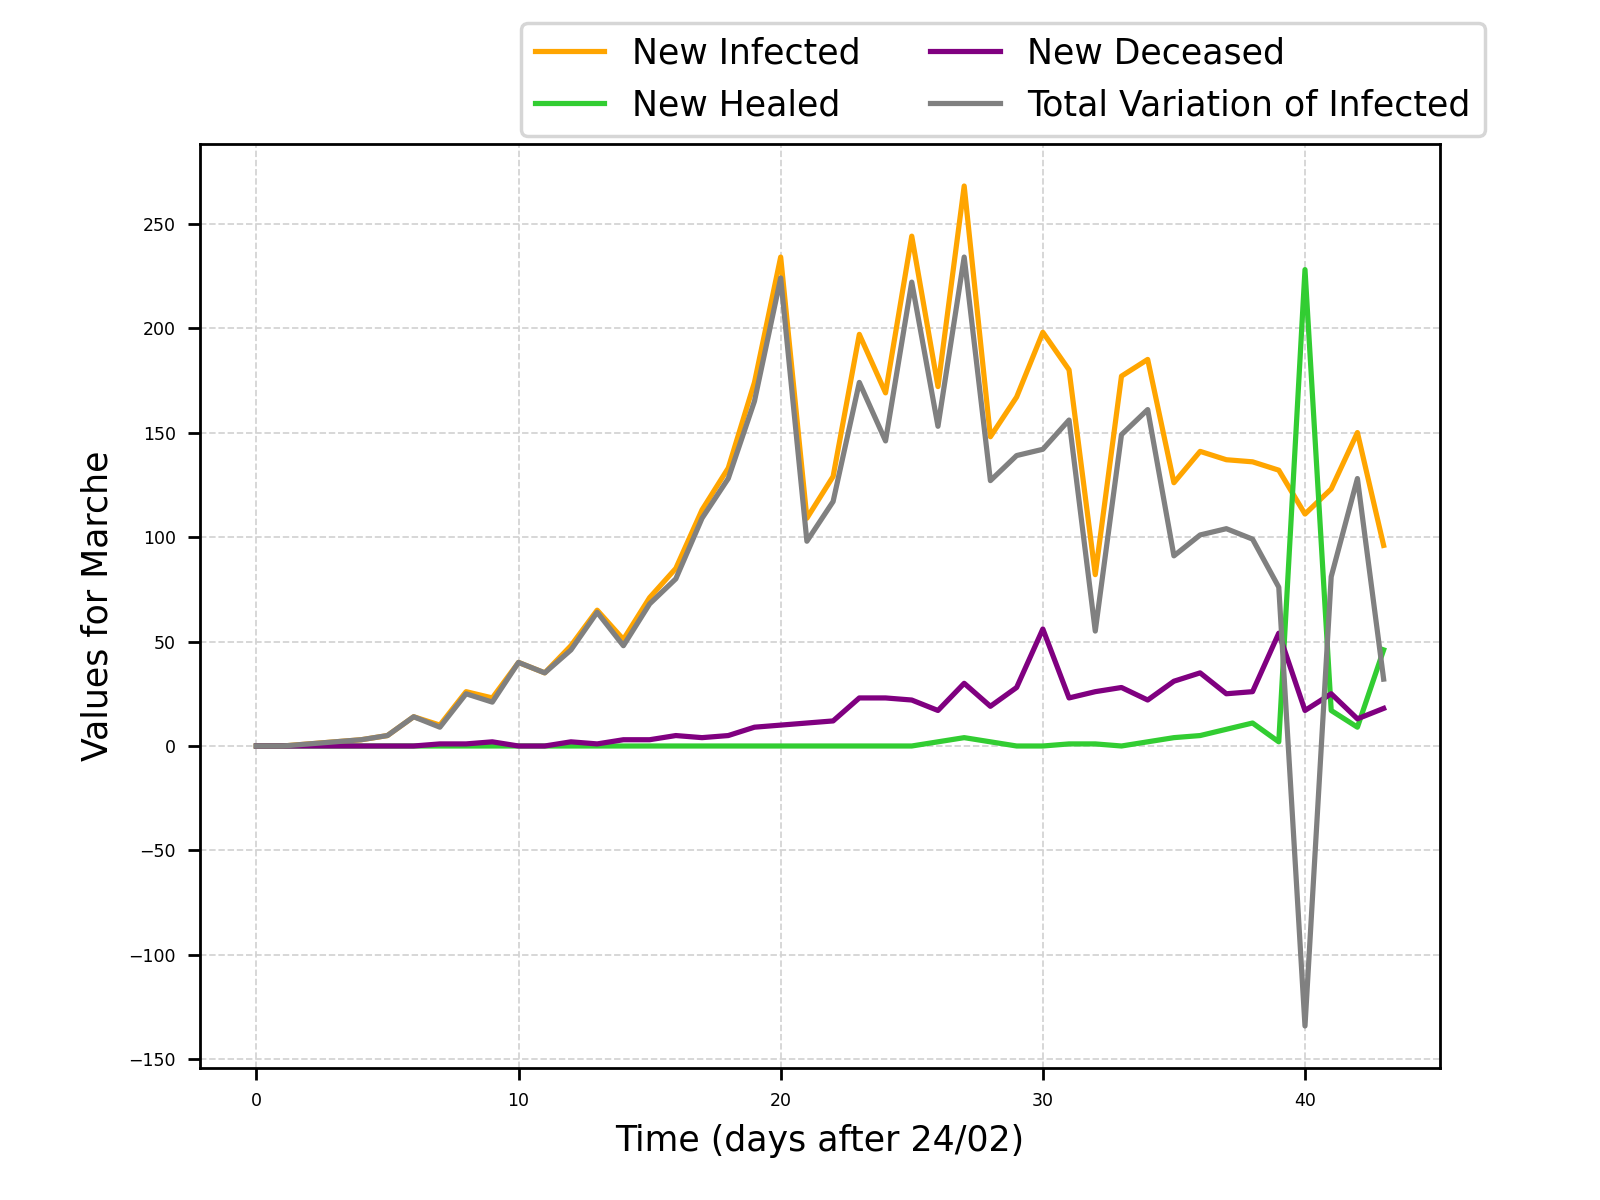 New Infected
New Healed
New Deceased
Total Variation of Infected
Values for Marche
250
200
150
100
50
0
−50
−100
−150
0 10 20 30 40
Time (days after 24/02)